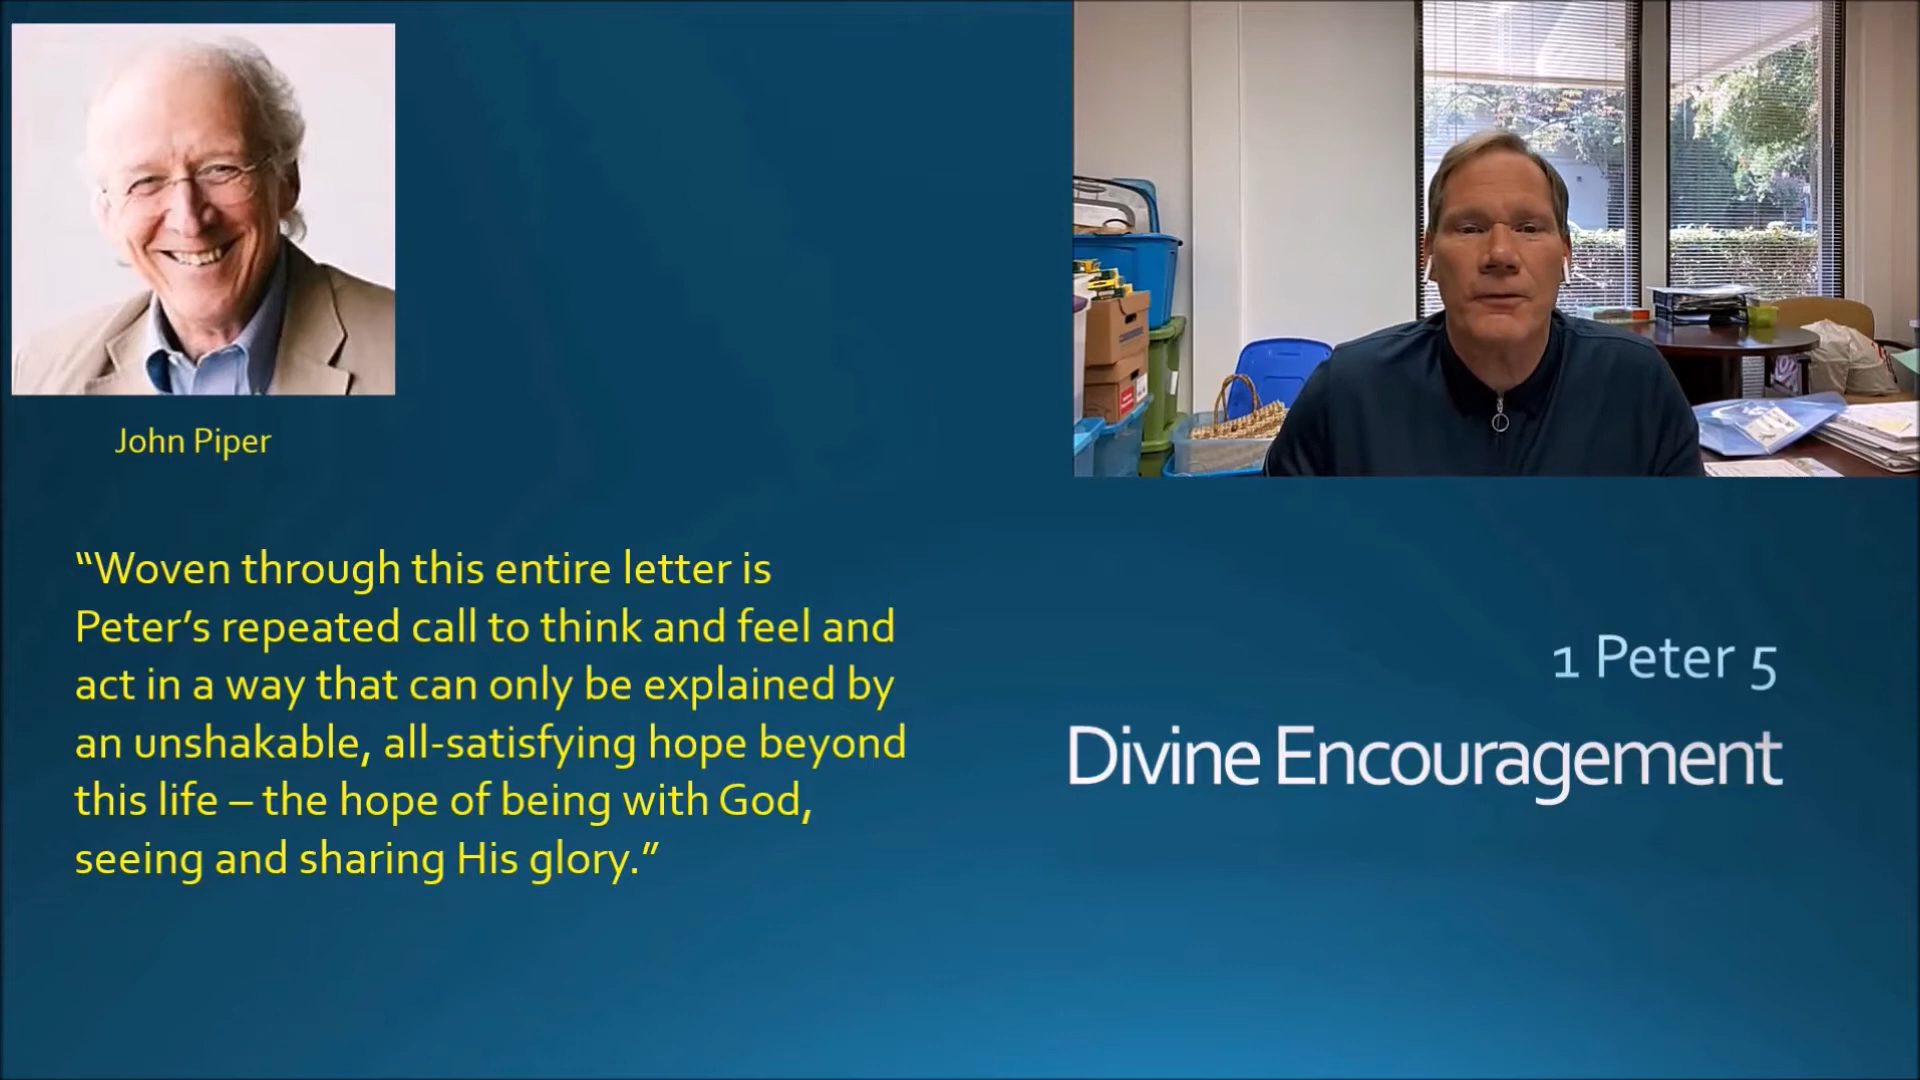 John Piper
“Woven through this entire letter is
Peter’s repeated call to think and feel and
act in a way that can only be explained by
an unshakable, all-satisfying hope beyond
this life – the hope of being with God,
seeing and sharing His glory.”
1 Peter 5
Divine Encouragement